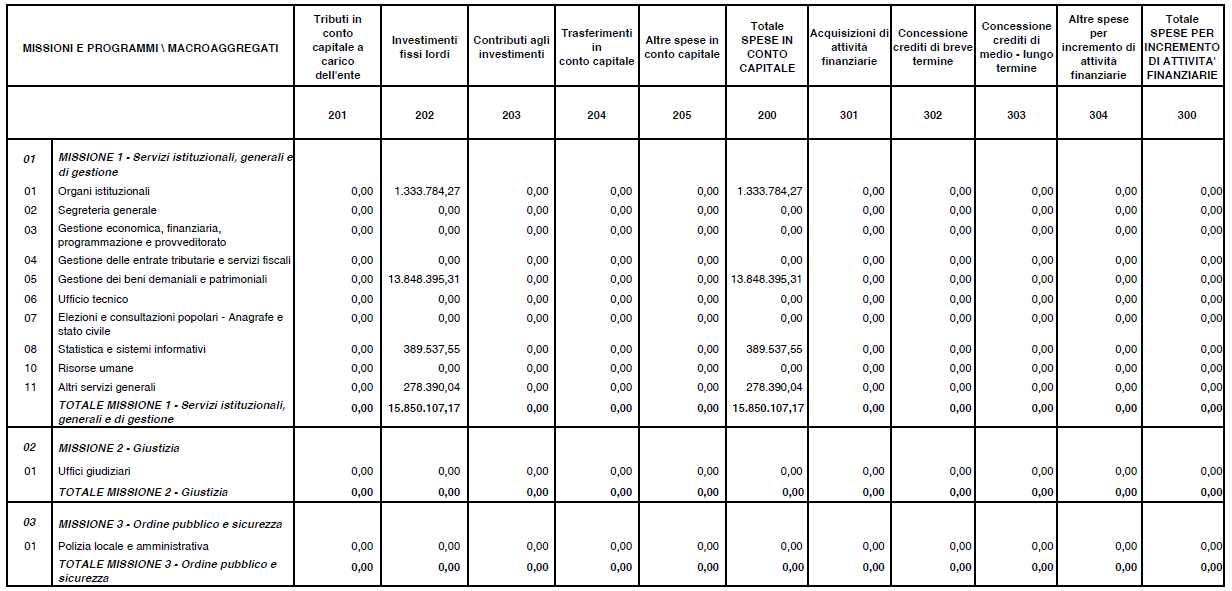 MISSIONI E PROGRAMMI \ MACROAGGREGATI
Tributi in
conto
capitale a
carico
dell'ente
Investimenti
fissi lordi
Contributi agli
investimenti
Trasferimenti
in
conto capitale
Altre spese in
conto capitale
Totale
SPESE IN
CONTO
CAPITALE
Acquisizioni di
attività
finanziarie
Concessione
crediti di breve
termine
Concessione
crediti di
medio - lungo
termine
Altre spese
per
incremento di
attività
finanziarie
Totale
SPESE PER
INCREMENTO
DI ATTIVITA'
FINANZIARIE
201 202 203 204 205 200 301 302 303 304 300
01 MISSIONE 1 - Servizi istituzionali, generali e
di gestione
01 Organi istituzionali 0,00 1.333.784,27 0,00 0,00 0,00 1.333.784,27 0,00 0,00 0,00 0,00 0,00
02 Segreteria generale 0,00 0,00 0,00 0,00 0,00 0,00 0,00 0,00 0,00 0,00 0,00
03 Gestione economica, finanziaria, 0,00 0,00 0,00 0,00 0,00 0,00 0,00 0,00 0,00 0,00 0,00
programmazione e provveditorato
04 Gestione delle entrate tributarie e servizi fiscali 0,00 0,00 0,00 0,00 0,00 0,00 0,00 0,00 0,00 0,00 0,00
05 Gestione dei beni demaniali e patrimoniali 0,00 13.848.395,31 0,00 0,00 0,00 13.848.395,31 0,00 0,00 0,00 0,00 0,00
06 Ufficio tecnico 0,00 0,00 0,00 0,00 0,00 0,00 0,00 0,00 0,00 0,00 0,00
07 Elezioni e consultazioni popolari - Anagrafe e 0,00 0,00 0,00 0,00 0,00 0,00 0,00 0,00 0,00 0,00 0,00
stato civile
08 Statistica e sistemi informativi 0,00 389.537,55 0,00 0,00 0,00 389.537,55 0,00 0,00 0,00 0,00 0,00
10 Risorse umane 0,00 0,00 0,00 0,00 0,00 0,00 0,00 0,00 0,00 0,00 0,00
11 Altri servizi generali 0,00 278.390,04 0,00 0,00 0,00 278.390,04 0,00 0,00 0,00 0,00 0,00
TOTALE MISSIONE 1 - Servizi istituzionali, 0,00 15.850.107,17 0,00 0,00 0,00 15.850.107,17 0,00 0,00 0,00 0,00 0,00
generali e di gestione
02 MISSIONE 2 - Giustizia
01 Uffici giudiziari 0,00 0,00 0,00 0,00 0,00 0,00 0,00 0,00 0,00 0,00 0,00
TOTALE MISSIONE 2 - Giustizia 0,00 0,00 0,00 0,00 0,00 0,00 0,00 0,00 0,00 0,00 0,00
03 MISSIONE 3 - Ordine pubblico e sicurezza
01 Polizia locale e amministrativa 0,00 0,00 0,00 0,00 0,00 0,00 0,00 0,00 0,00 0,00 0,00
TOTALE MISSIONE 3 - Ordine pubblico e 0,00 0,00 0,00 0,00 0,00 0,00 0,00 0,00 0,00 0,00 0,00
sicurezza